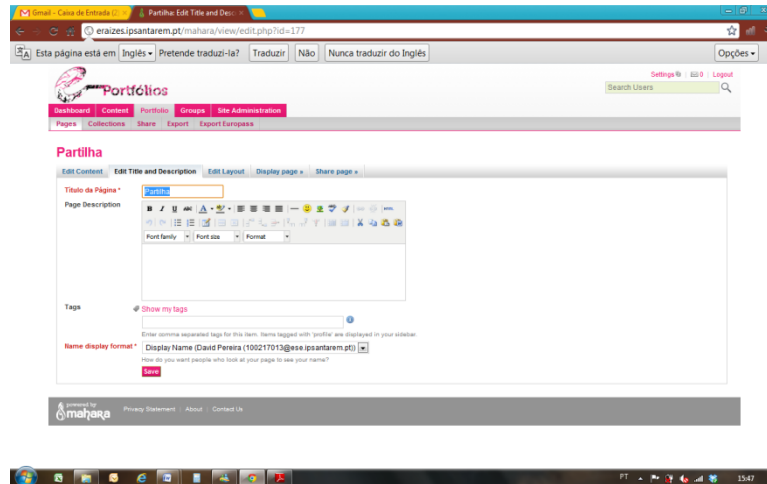 Gmail - Caixa de Entrada (2
Partilha: Edit Title and Desc
eraizes.ipsantarem.pt/mahara/view/edit.php?id=177
Esta página está em Inglês Pretende traduzi-la? Traduzir Não Nunca traduzir do Inglês Opções
Settings 0 Logout
Portfólios
Search Users
Dashboard Content Portfolio Groups Site Administration
Pages Collections Share Export Export Europass
Partilha
Edit Content Edit Title and Description Edit Layout Display page » Share page »
Título da Página * Partilha
Page Description
B I U ABC A HTML
Font family Font size Format
Tags Show my tags
Enter comma separated tags for this item. Items tagged with 'profile' are displayed in your sidebar.
Name display format * Display Name (David Pereira (100217013@ese.ipsantarem.pt))
How do you want people who look at your page to see your name?
Save
powered by
mahara
Privacy Statement | About | Contact Us
PT 15:47